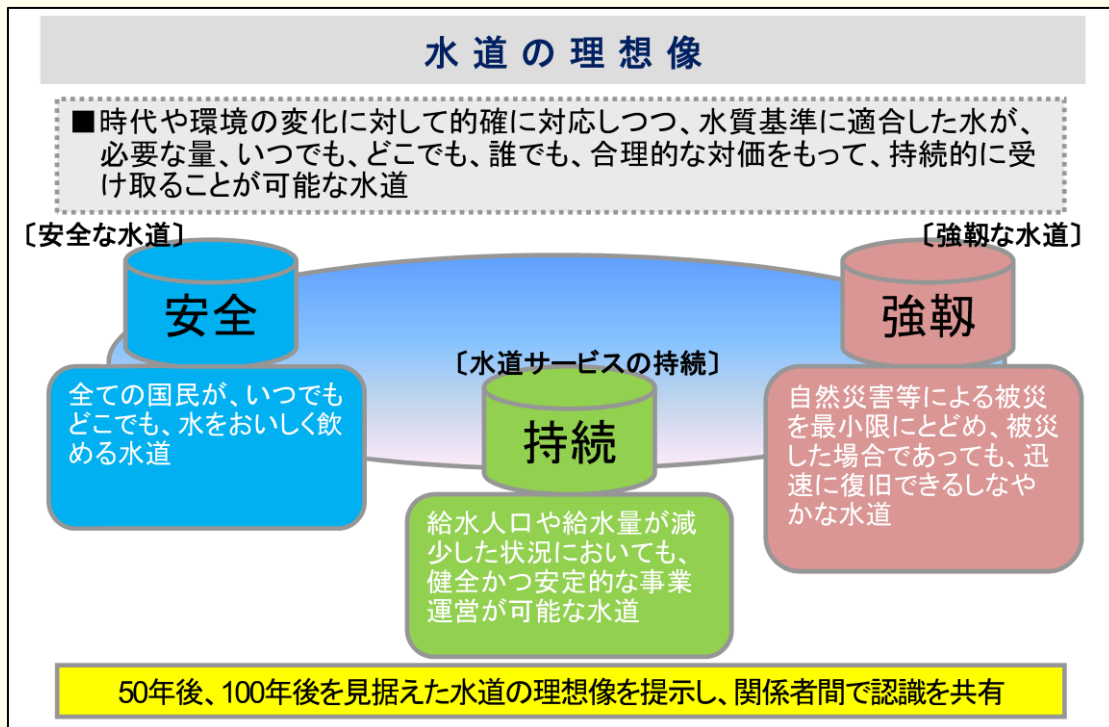 水道の理想像
■時代や環境の変化に対して的確に対応しつつ、水質基準に適合した水が、
必要な量、いつでも、どこでも、誰でも、合理的な対価をもって、持続的に受
け取ることが可能な水道
〔安全な水道〕
安全
全ての国民が、いつでも
どこでも、水をおいしく飲
める水道
〔水道サービスの持続〕
持続
給水人口や給水量が減
少した状況においても、
健全かつ安定的な事業
運営が可能な水道
〔強靭な水道〕
強靱
自然災害等による被災
を最小限にとどめ、被災
した場合であっても、迅
速に復旧できるしなや
かな水道
50年後、100年後を見据えた水道の理想像を提示し、関係者間で認識を共有